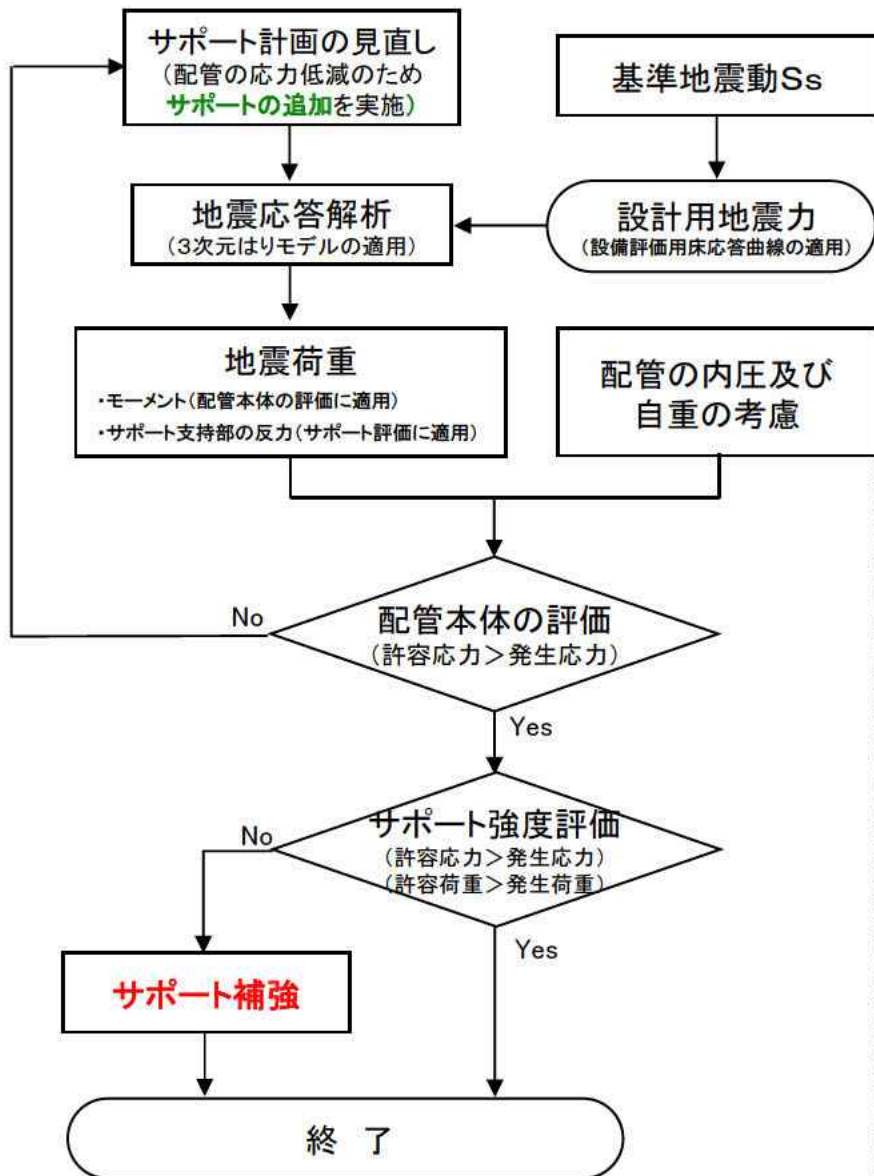 サポート計画の見直し
(配管の応力低減のため
サポートの追加を実施)
基準地震動Ss
地震応答解析
(3次元はりモデルの適用)
設計用地震力
(設備評価用床応答曲線の適用)
地震荷重
・モーメント(配管本体の評価に適用)
・サポート支持部の反力(サポート評価に適用)
配管の内圧及び
自重の考慮
No
配管本体の評価
(許容応力>発生応力)
Yes
No
サポート強度評価
(許容応力>発生応力)
(許容荷重>発生荷重)
Yes
サポート補強
終 了